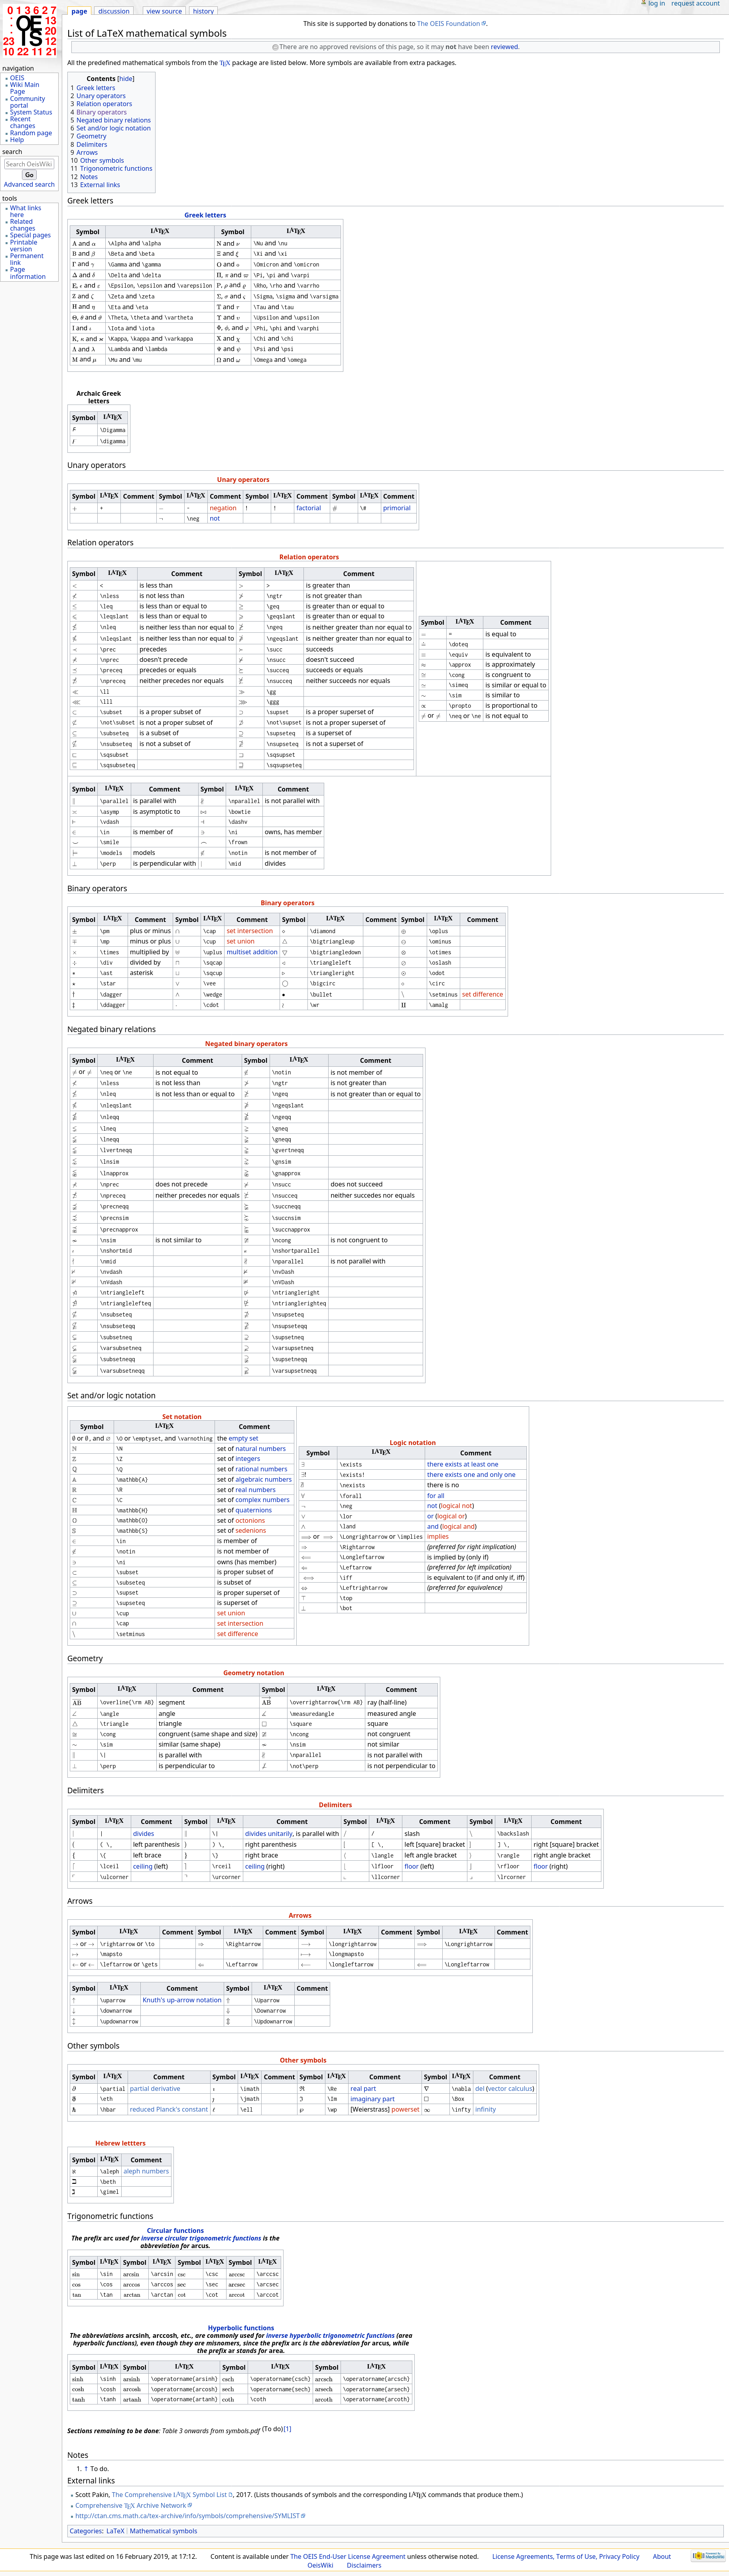 log in request account
page discussion view source history
This site is supported by donations to The OEIS Foundation.
List of LaTeX mathematical symbols
There are no approved revisions of this page, so it may not have been reviewed.
All the predefined mathematical symbols from the TEX package are listed below. More symbols are available from extra packages.
navigation
OEIS
Wiki Main
Page
Community
portal
System Status
Recent
changes
Random page
Help
search
Search OeisWiki
Go
Advanced search
tools
What links
here
Related
changes
Special pages
Printable
version
Permanent
link
Page
information
Contents [hide]
1 Greek letters
2 Unary operators
3 Relation operators
4 Binary operators
5 Negated binary relations
6 Set and/or logic notation
7 Geometry
8 Delimiters
9 Arrows
10 Other symbols
11 Trigonometric functions
12 Notes
13 External links
Greek letters
Greek letters
Symbol LATEX Symbol LATEX
Α and α \Alpha and \alpha Ν and ν \Nu and \nu
Β and β \Beta and \beta Ξ and ξ \Xi and \xi
Γ and γ \Gamma and \gamma Ο and ο \Omicron and \omicron
Δ and δ \Delta and \delta Π, π and ϖ \Pi, \pi and \varpi
Ε, ϵ and ε \Epsilon, \epsilon and \varepsilon Ρ, ρ and ϱ \Rho, \rho and \varrho
Ζ and ζ \Zeta and \zeta Σ, σ and ς \Sigma, \sigma and \varsigma
Η and η \Eta and \eta Τ and τ \Tau and \tau
Θ, θ and ϑ \Theta, \theta and \vartheta Υ and υ \Upsilon and \upsilon
Ι and ι \Iota and \iota Φ, ϕ, and φ \Phi, \phi and \varphi
Κ, κ and ϰ \Kappa, \kappa and \varkappa Χ and χ \Chi and \chi
Λ and λ \Lambda and \lambda Ψ and ψ \Psi and \psi
Μ and μ \Mu and \mu Ω and ω \Omega and \omega
Archaic Greek
letters
Symbol LATEX
Ϝ \Digamma
ϝ \digamma
Unary operators
Unary operators
Symbol LATEX Comment Symbol LATEX Comment Symbol LATEX Comment Symbol LATEX Comment
+ + − - negation ! ! factorial # \# primorial
¬ \neg not
Relation operators
Relation operators
Symbol LATEX Comment Symbol LATEX Comment
< < is less than > > is greater than
≮ \nless is not less than ≯ \ngtr is not greater than
≤ \leq is less than or equal to ≥ \geq is greater than or equal to
⩽ \leqslant is less than or equal to ⩾ \geqslant is greater than or equal to
≰ \nleq is neither less than nor equal to ≱ \ngeq is neither greater than nor equal to
⪇ \nleqslant is neither less than nor equal to ⪈ \ngeqslant is neither greater than nor equal to
≺ \prec precedes ≻ \succ succeeds
⊀ \nprec doesn't precede ⊁ \nsucc doesn't succeed
⪯ \preceq precedes or equals ⪰ \succeq succeeds or equals
⋠ \npreceq neither precedes nor equals ⋡ \nsucceq neither succeeds nor equals
≪ \ll ≫ \gg
⋘ \lll ⋙ \ggg
⊂ \subset is a proper subset of ⊃ \supset is a proper superset of
⊄ \not\subset is not a proper subset of ⊅ \not\supset is not a proper superset of
⊆ \subseteq is a subset of ⊇ \supseteq is a superset of
⊈ \nsubseteq is not a subset of ⊉ \nsupseteq is not a superset of
⊏ \sqsubset ⊐ \sqsupset
⊑ \sqsubseteq ⊒ \sqsupseteq
Symbol LATEX Comment
= = is equal to
≐ \doteq
≡ \equiv is equivalent to
≈ \approx is approximately
≅ \cong is congruent to
≃ \simeq is similar or equal to
∼ \sim is similar to
∝ \propto is proportional to
≠ or ≠ \neq or \ne is not equal to
Symbol LATEX Comment Symbol LATEX Comment
∥ \parallel is parallel with ∦ \nparallel is not parallel with
≍ \asymp is asymptotic to ⋈ \bowtie
⊢ \vdash ⊣ \dashv
∈ \in is member of ∋ \ni owns, has member
⌣ \smile ⌢ \frown
⊨ \models models ∉ \notin is not member of
⊥ \perp is perpendicular with ∣ \mid divides
Binary operators
Binary operators
Symbol LATEX Comment Symbol LATEX Comment Symbol LATEX Comment Symbol LATEX Comment
± \pm plus or minus ∩ \cap set intersection ⋄ \diamond ⊕ \oplus
∓ \mp minus or plus ∪ \cup set union △ \bigtriangleup ⊖ \ominus
× \times multiplied by ⊎ \uplus multiset addition ▽ \bigtriangledown ⊗ \otimes
÷ \div divided by ⊓ \sqcap ◃ \triangleleft ⊘ \oslash
∗ \ast asterisk ⊔ \sqcup ▹ \triangleright ⊙ \odot
⋆ \star ∨ \vee ◯ \bigcirc ∘ \circ
† \dagger ∧ \wedge ∙ \bullet ∖ \setminus set difference
‡ \ddagger ⋅ \cdot ≀ \wr ⨿ \amalg
Negated binary relations
Negated binary operators
Symbol LATEX Comment Symbol LATEX Comment
≠ or ≠ \neq or \ne is not equal to ∉ \notin is not member of
≮ \nless is not less than ≯ \ngtr is not greater than
≰ \nleq is not less than or equal to ≱ \ngeq is not greater than or equal to
⪇ \nleqslant ⪈ \ngeqslant
≦̸ \nleqq ≧̸ \ngeqq
⪇ \lneq ⪈ \gneq
≨ \lneqq ≩ \gneqq
≨ \lvertneqq ≩ \gvertneqq
⋦ \lnsim ⋧ \gnsim
⪉ \lnapprox ⪊ \gnapprox
⊀ \nprec does not precede ⊁ \nsucc does not succeed
⋠ \npreceq neither precedes nor equals ⋡ \nsucceq neither succedes nor equals
⪵ \precneqq ⪶ \succneqq
⋨ \precnsim ⋩ \succnsim
⪹ \precnapprox ⪺ \succnapprox
≁ \nsim is not similar to ≇ \ncong is not congruent to
∤ \nshortmid ∦ \nshortparallel
∤ \nmid ∦ \nparallel is not parallel with
⊬ \nvdash ⊭ \nvDash
⊮ \nVdash ⊯ \nVDash
⋪ \ntriangleleft ⋫ \ntriangleright
⋬ \ntrianglelefteq ⋭ \ntrianglerighteq
⊈ \nsubseteq ⊉ \nsupseteq
⊈ \nsubseteqq ⊉ \nsupseteqq
⊊ \subsetneq ⊋ \supsetneq
⊊ \varsubsetneq ⊋ \varsupsetneq
⫋ \subsetneqq ⫌ \supsetneqq
⫋ \varsubsetneqq ⫌ \varsupsetneqq
Set and/or logic notation
Set notation
Symbol LATEX Comment
∅ or ∅, and ∅ \O or \emptyset, and \varnothing the empty set
ℕ \N set of natural numbers
ℤ \Z set of integers
ℚ \Q set of rational numbers
𝔸 \mathbb{A} set of algebraic numbers
ℝ \R set of real numbers
ℂ \C set of complex numbers
ℍ \mathbb{H} set of quaternions
𝕆 \mathbb{O} set of octonions
𝕊 \mathbb{S} set of sedenions
∈ \in is member of
∉ \notin is not member of
∋ \ni owns (has member)
⊂ \subset is proper subset of
⊆ \subseteq is subset of
⊃ \supset is proper superset of
⊇ \supseteq is superset of
∪ \cup set union
∩ \cap set intersection
∖ \setminus set difference
Logic notation
Symbol LATEX Comment
∃ \exists there exists at least one
∃! \exists! there exists one and only one
∄ \nexists there is no
∀ \forall for all
¬ \neg not (logical not)
∨ \lor or (logical or)
∧ \land and (logical and)
⟹ or ⟹ \Longrightarrow or \implies implies
⇒ \Rightarrow (preferred for right implication)
⟸ \Longleftarrow is implied by (only if)
⇐ \Leftarrow (preferred for left implication)
⟺ \iff is equivalent to (if and only if, iff)
⇔ \Leftrightarrow (preferred for equivalence)
⊤ \top
⊥ \bot
Geometry
Geometry notation
Symbol LATEX Comment Symbol LATEX Comment
AB \overline{\rm AB} segment AB \overrightarrow{\rm AB} ray (half-line)
∠ \angle angle ∡ \measuredangle measured angle
△ \triangle triangle □ \square square
≅ \cong congruent (same shape and size) ≇ \ncong not congruent
∼ \sim similar (same shape) ≁ \nsim not similar
∥ \| is parallel with ∦ \nparallel is not parallel with
⊥ \perp is perpendicular to ⊥̸ \not\perp is not perpendicular to
Delimiters
Delimiters
Symbol LATEX Comment Symbol LATEX Comment Symbol LATEX Comment Symbol LATEX Comment
| | divides ∥ \| divides unitarily, is parallel with / / slash \ \backslash
( ( \, left parenthesis ) ) \, right parenthesis [ [ \, left [square] bracket ] ] \, right [square] bracket
{ \{ left brace } \} right brace ⟨ \langle left angle bracket ⟩ \rangle right angle bracket
⌈ \lceil ceiling (left) ⌉ \rceil ceiling (right) ⌊ \lfloor floor (left) ⌋ \rfloor floor (right)
⌜ \ulcorner ⌝ \urcorner ⌞ \llcorner ⌟ \lrcorner
Arrows
Arrows
Symbol LATEX Comment Symbol LATEX Comment Symbol LATEX Comment Symbol LATEX Comment
→ or → \rightarrow or \to ⇒ \Rightarrow ⟶ \longrightarrow ⟹ \Longrightarrow
↦ \mapsto ⟼ \longmapsto
← or ← \leftarrow or \gets ⇐ \Leftarrow ⟵ \longleftarrow ⟸ \Longleftarrow
Symbol LATEX Comment Symbol LATEX Comment
↑ \uparrow Knuth's up-arrow notation ⇑ \Uparrow
↓ \downarrow ⇓ \Downarrow
↕ \updownarrow ⇕ \Updownarrow
Other symbols
Other symbols
Symbol LATEX Comment Symbol LATEX Comment Symbol LATEX Comment Symbol LATEX Comment
∂ \partial partial derivative ı \imath ℜ \Re real part ∇ \nabla del (vector calculus)
ð \eth ȷ \jmath ℑ \Im imaginary part □ \Box
ℏ \hbar reduced Planck's constant ℓ \ell ℘ \wp [Weierstrass] powerset ∞ \infty infinity
Hebrew lettters
Symbol LATEX Comment
ℵ \aleph aleph numbers
ℶ \beth
ℷ \gimel
Trigonometric functions
Circular functions
The prefix arc used for inverse circular trigonometric functions is the
abbreviation for arcus.
Symbol LATEX Symbol LATEX Symbol LATEX Symbol LATEX
sin \sin arcsin \arcsin csc \csc arccsc \arccsc
cos \cos arccos \arccos sec \sec arcsec \arcsec
tan \tan arctan \arctan cot \cot arccot \arccot
Hyperbolic functions
The abbreviations arcsinh, arccosh, etc., are commonly used for inverse hyperbolic trigonometric functions (area
hyperbolic functions), even though they are misnomers, since the prefix arc is the abbreviation for arcus, while
the prefix ar stands for area.
Symbol LATEX Symbol LATEX Symbol LATEX Symbol LATEX
sinh \sinh arsinh \operatorname{arsinh} csch \operatorname{csch} arcsch \operatorname{arcsch}
cosh \cosh arcosh \operatorname{arcosh} sech \operatorname{sech} arsech \operatorname{arsech}
tanh \tanh artanh \operatorname{artanh} coth \coth arcoth \operatorname{arcoth}
Sections remaining to be done: Table 3 onwards from symbols.pdf (To do)[1]
Notes
1. ↑ To do.
External links
Scott Pakin, The Comprehensive LATEX Symbol List, 2017. (Lists thousands of symbols and the corresponding LATEX commands that produce them.)
Comprehensive TEX Archive Network
http://ctan.cms.math.ca/tex-archive/info/symbols/comprehensive/SYMLIST
Categories: LaTeX | Mathematical symbols
This page was last edited on 16 February 2019, at 17:12. Content is available under The OEIS End-User License Agreement unless otherwise noted. License Agreements, Terms of Use, Privacy Policy About
OeisWiki Disclaimers